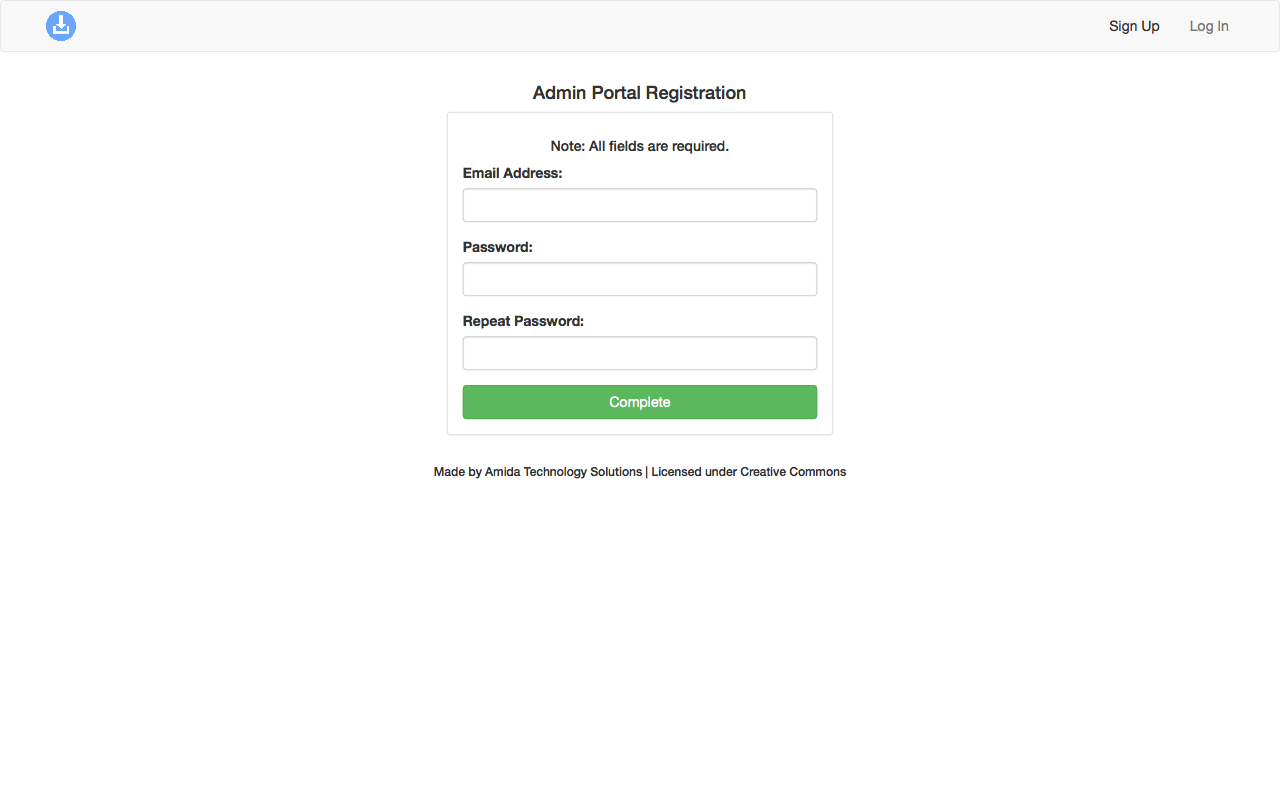 Sign Up Log In
Admin Portal Registration
Note: All fields are required.
Email Address:
Password:
Repeat Password:
Complete
Made by Amida Technology Solutions | Licensed under Creative Commons